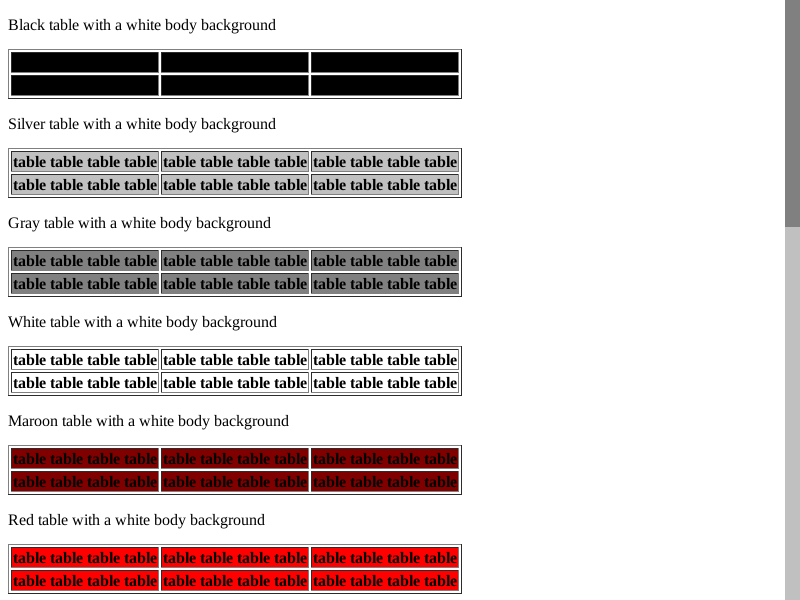 Black table with a white body background
Silver table with a white body background
table table table table table table table table table table table table
table table table table table table table table table table table table
Gray table with a white body background
table table table table table table table table table table table table
table table table table table table table table table table table table
White table with a white body background
table table table table table table table table table table table table
table table table table table table table table table table table table
Maroon table with a white body background
table table table table table table table table table table table table
table table table table table table table table table table table table
Red table with a white body background
table table table table table table table table table table table table
table table table table table table table table table table table table